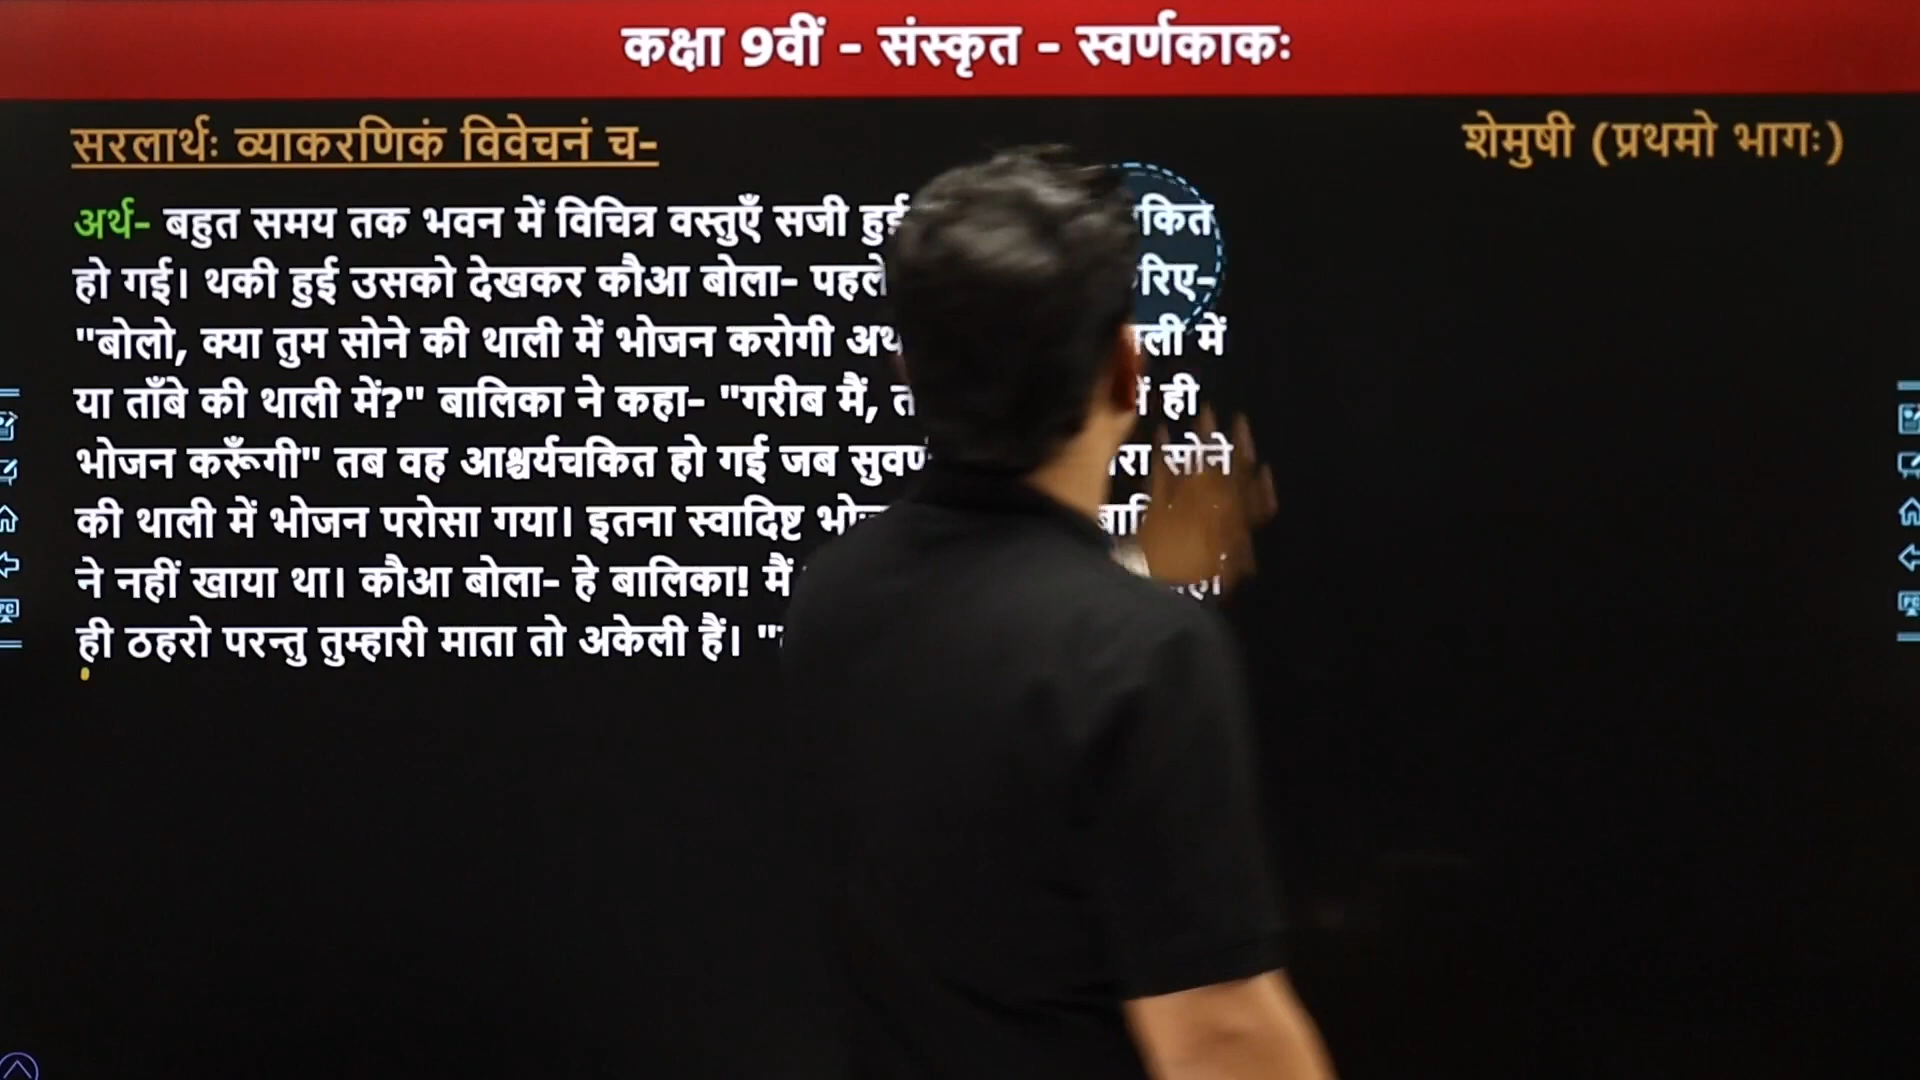 कक्षा 9वीं - संस्कृत - स्वर्णकाकः
सरलार्थः व्याकरणिकं विवेचनं च-
शेमुषी (प्रथमो भागः)
अर्थ- बहुत समय तक भवन में विचित्र वस्तुएँ सजी हुई
हो गई। थकी हुई उसको देखकर कौआ बोला- पहले
"बोलो, क्या तुम सोने की थाली में भोजन करोगी में
या ताँबे की थाली में?" बालिका ने कहा- "गरीब मैं, ही
भोजन करूँगी" तब वह आश्चर्यचकित हो गई जब सोने
की थाली में भोजन परोसा गया। इतना स्वादिष्ट
ने नहीं खाया था। कौआ बोला- हे बालिका! मैं
ही ठहरो परन्तु तुम्हारी माता तो अकेली हैं।